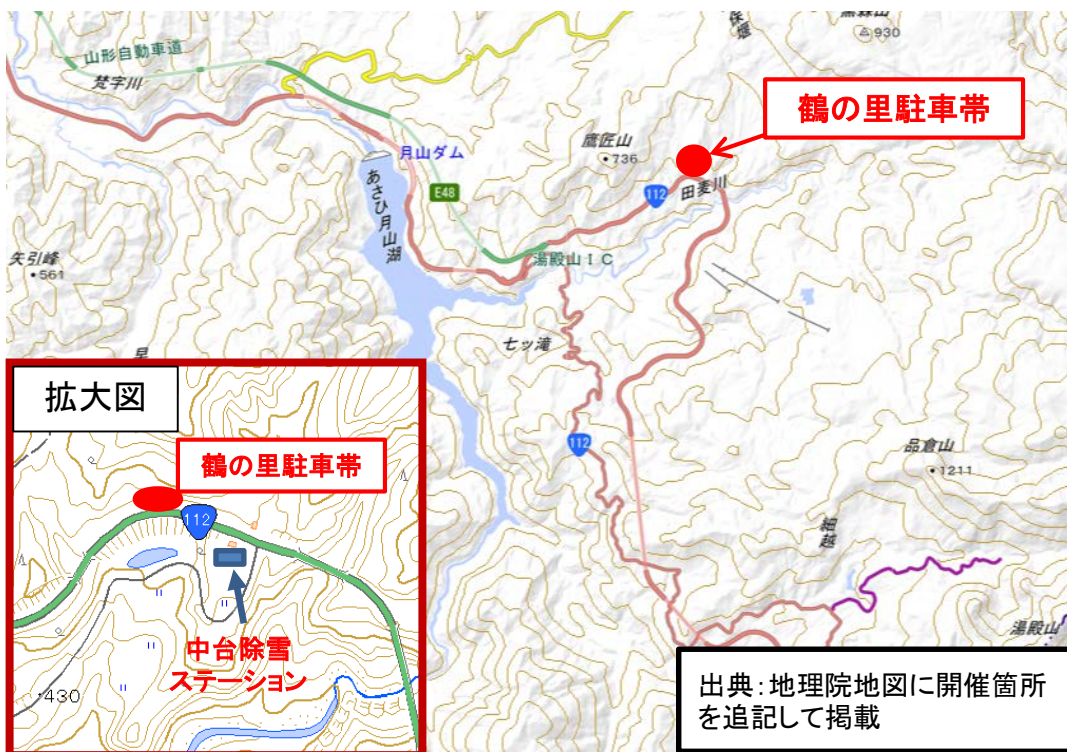 山形自動車道
梵字川
黒森山
930
鶴の里駐車帯
鷹匠山
736
月山ダム
E48
112
田麦川
あさひ月山湖
湯殿山IC
矢引峰
561
七ッ滝
112
品倉山
1211
細越
湯殿山
拡大図
鶴の里駐車帯
112
中台除雪
ステーション
430
出典:地理院地図に開催箇所
を追記して掲載